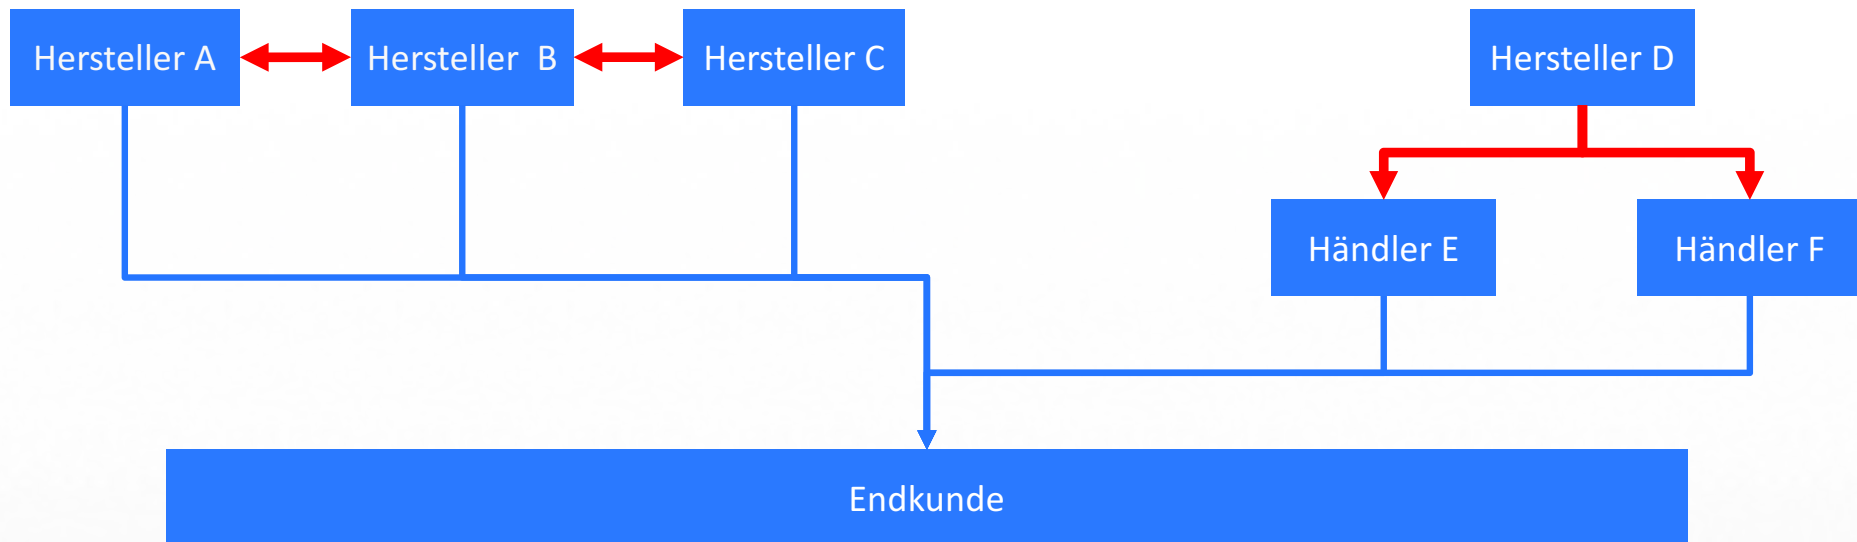 Hersteller A
Hersteller B
Hersteller C
Hersteller D
Händler E
Händler F
Endkunde